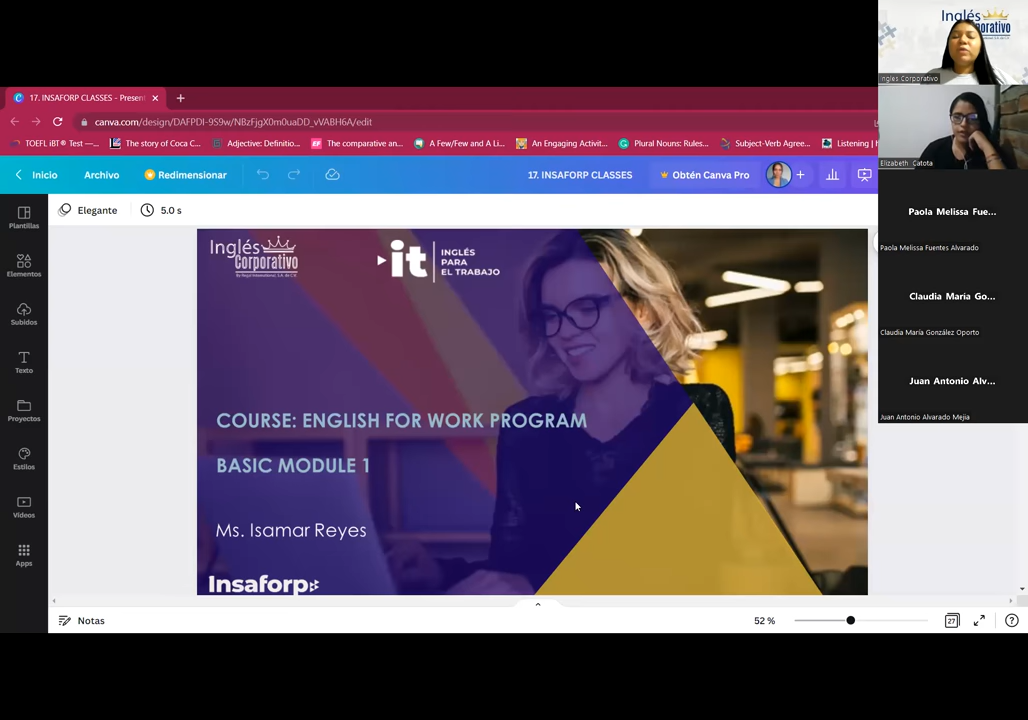 17. INSAFORP CLASSES - Present
canva.com/design/DAFPDI-9S9w/NBzFjgX0m0uaDD_vVABH6A/edit
TOEFL iBT® Test —...
The story of Coca C...
Adjective: Definitio...
The comparative an...
A Few/Few and A Li...
An Engaging Activit...
Plural Nouns: Rules...
Subject-Verb Agree...
Listening | h
Inicio
Archivo
Redimensionar
17. INSAFORP CLASSES
Obtén Canva Pro
Elegante
5.0 s
Plantillas
Elementos
Subidos
Texto
Proyectos
Estilos
Videos
Apps
Inglés
Corporativo
it
INGLÉS
PARA
EL TRABAJO
COURSE: ENGLISH FOR WORK PROGRAM
BASIC MODULE 1
Ms. Isamar Reyes
Insaforp
Notas
52 %
27
Inglés
Ingles Corporativo
Elizabeth Catota
Paola Melissa Fue...
Paola Melissa Fuentes Alvarado
Claudia Maria Go...
Claudia María González Oporto
Juan Antonio Alv...
Juan Antonio Alvarado Mejia